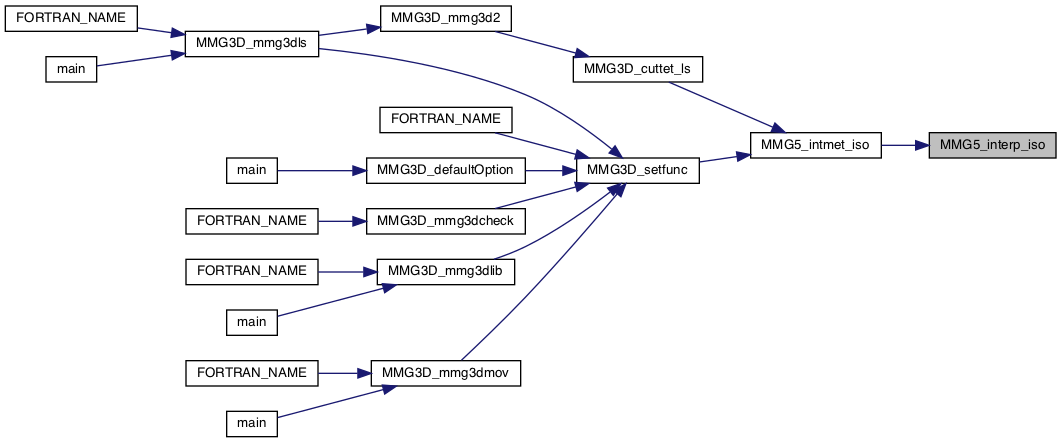 FORTRAN_NAME
MMG3D_mmg3d2
MMG3D_mmg3dls
main
MMG3D_cuttet_ls
FORTRAN_NAME
MMG5_intmet_iso
MMG5_interp_iso
main
MMG3D_defaultOption
MMG3D_setfunc
FORTRAN_NAME
MMG3D_mmg3dcheck
FORTRAN_NAME
MMG3D_mmg3dlib
main
FORTRAN_NAME
MMG3D_mmg3dmov
main